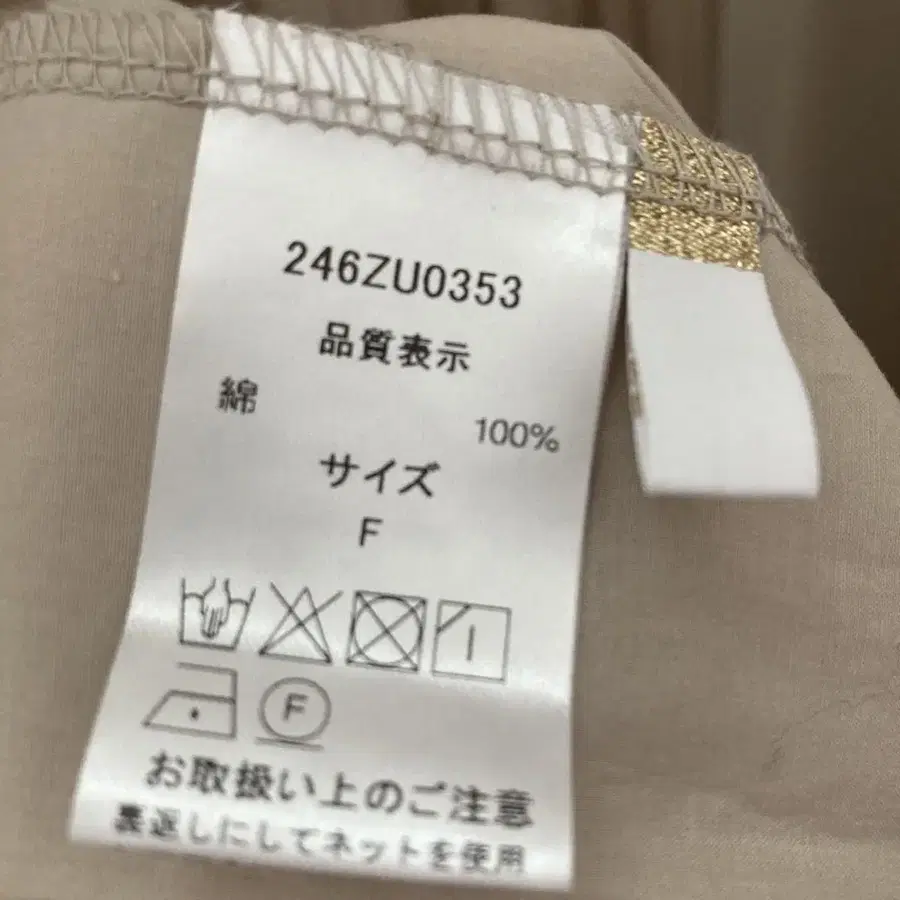 246ZU0353
品質表示
綿 100%
サイズ
F
F
お取扱い上のご注意
裏返しにしてネットを使用